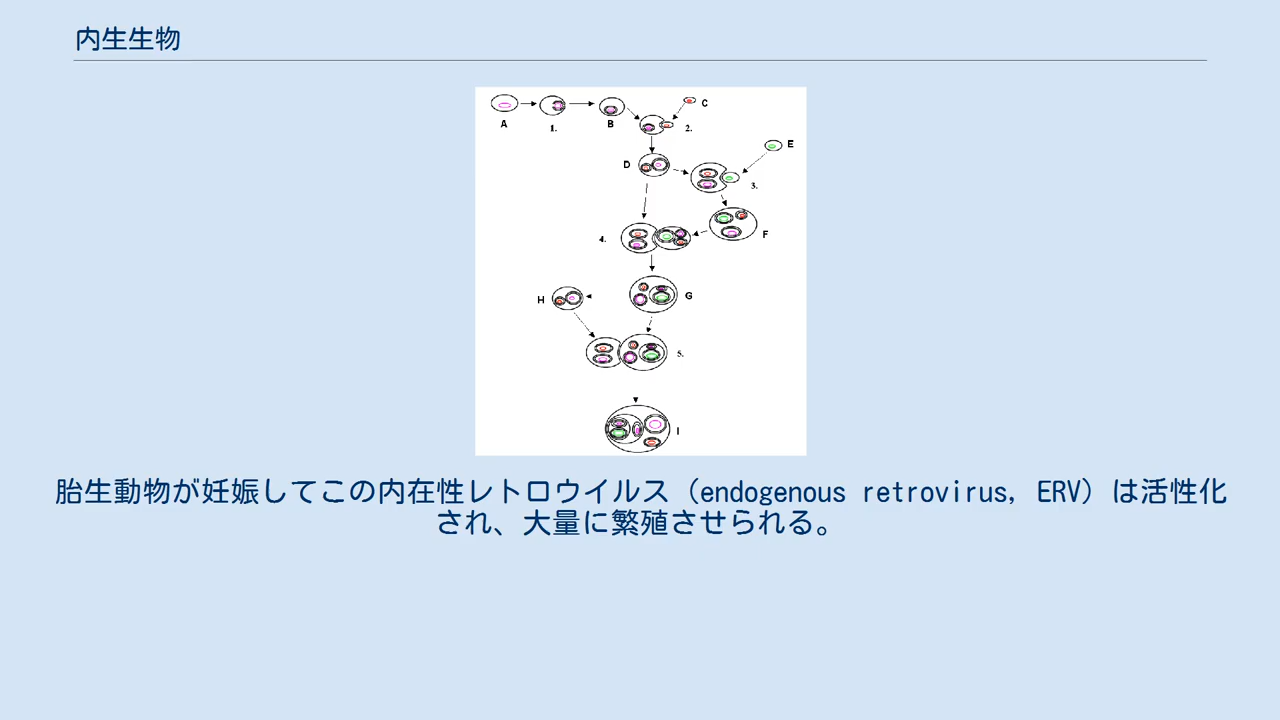 内生生物
A
1.
B
C
2.
D
E
3.
4.
F
H
G
5.
I
胎生動物が妊娠してこの内在性レトロウイルス（endogenous retrovirus, ERV）は活性化
され、大量に繁殖させられる。